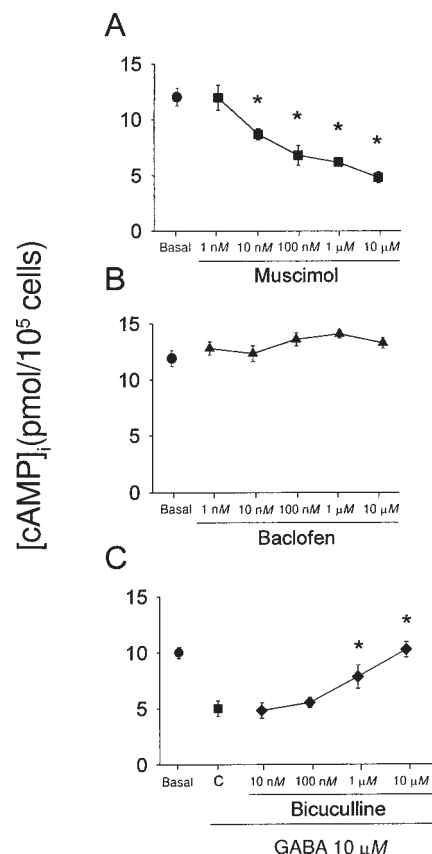 A
15
10
5
0
Basal 1 nM 10 nM 100 nM 1 µM 10 µM
Muscimol
* * * *
B
15
10
5
0
Basal 1 nM 10 nM 100 nM 1 µM 10 µM
Baclofen
[cAMP]i(pmol/10⁵ cells)
C
15
10
5
0
* *
Basal C 10 nM 100 nM 1 µM 10 µM
Bicuculline
GABA 10 µM